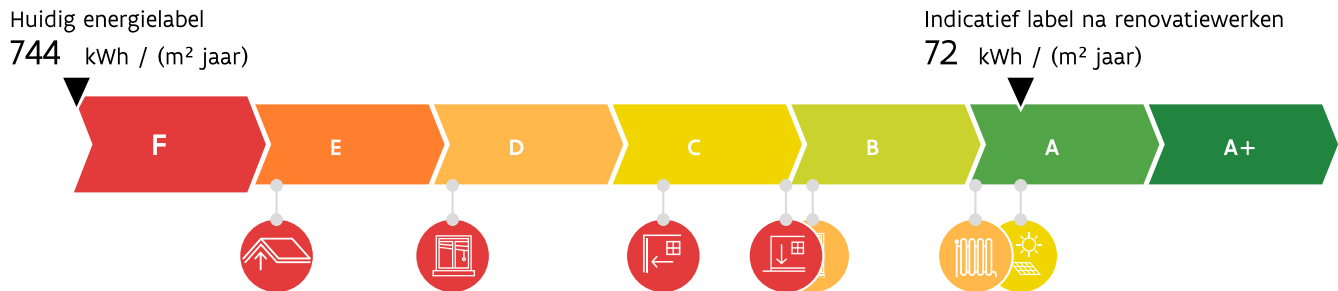 Huidig energielabel
744 kWh / (m² jaar)
Indicatief label na renovatiewerken
72 kWh / (m² jaar)
F E D C B A A+